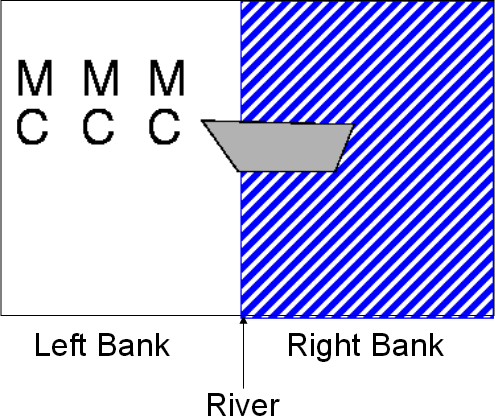 M M M
C C C
Left Bank
Right Bank
River